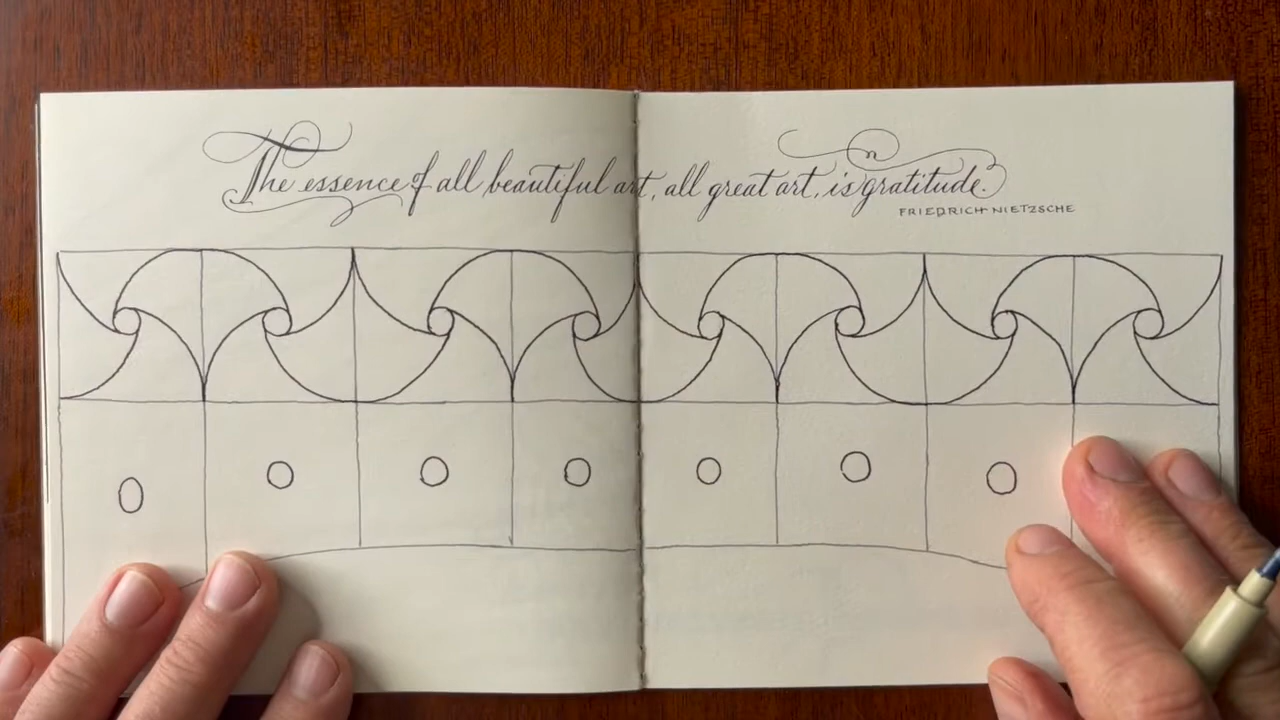 The essence of all beautiful art, all great art, is gratitude.
FRIEDRICH NIETZSCHE